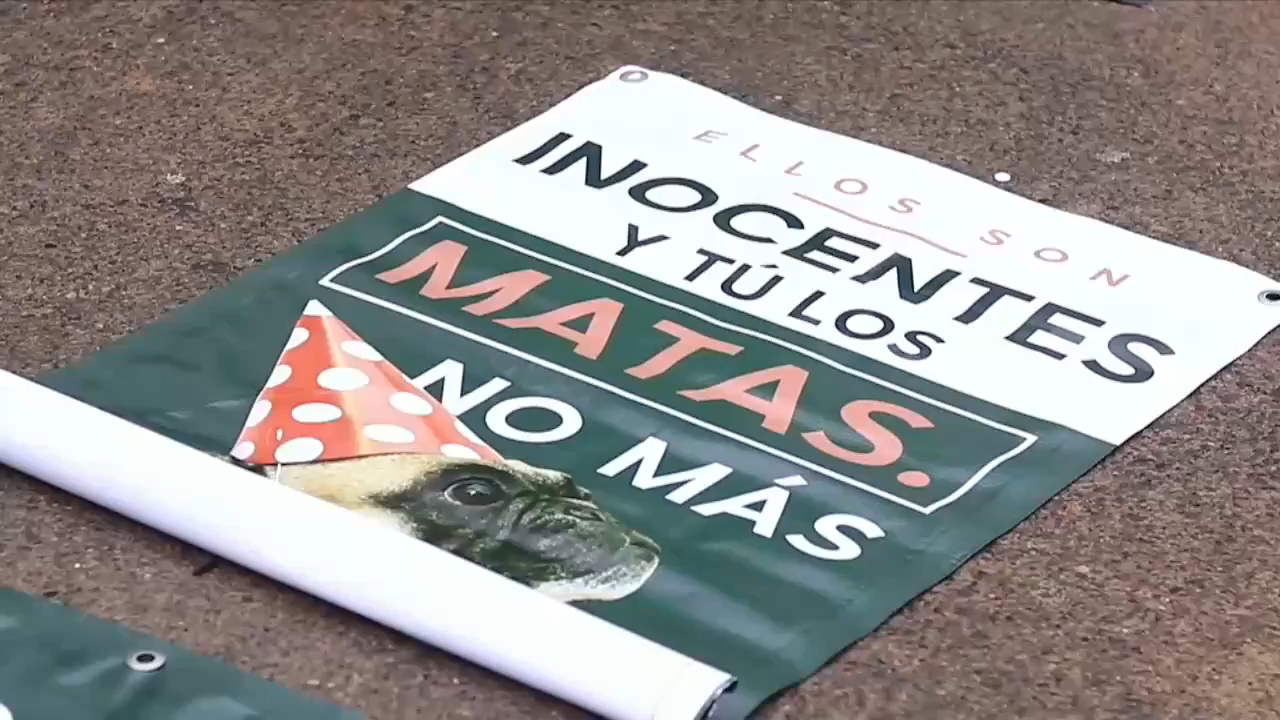 ELLOS SON
INOCENTES
Y TÚ LOS
MATAS.
NO MÁS